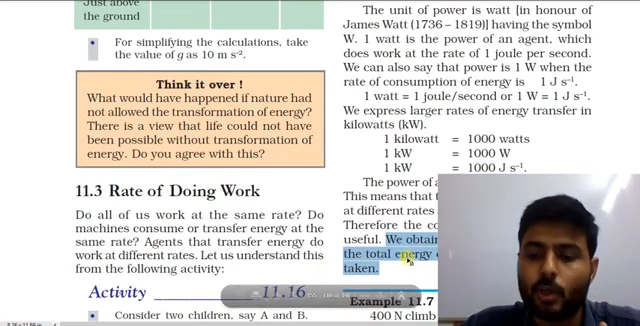 Just above
the ground
For simplifying the calculations, take
the value of g as 10 m s⁻².
Think it over !
What would have happened if nature had
not allowed the transformation of energy?
There is a view that life could not have
been possible without transformation of
energy. Do you agree with this?
11.3 Rate of Doing Work
Do all of us work at the same rate? Do
machines consume or transfer energy at the
same rate? Agents that transfer energy do
work at different rates. Let us understand this
from the following activity:
Activity 11.16
Consider two children, say A and B.
The unit of power is watt [in honour of
James Watt (1736 – 1819)] having the symbol
W. 1 watt is the power of an agent, which
does work at the rate of 1 joule per second.
We can also say that power is 1 W when the
rate of consumption of energy is 1 J s⁻¹.
1 watt = 1 joule/second or 1 W = 1 J s⁻¹.
We express larger rates of energy transfer in
kilowatts (kW).
1 kilowatt = 1000 watts
1 kW = 1000 W
1 kW = 1000 J s⁻¹.
The power of a
This means that t
at different rates
Therefore the co
useful. We obtain
the total energy
taken.
Example 11.7
400 N climb
8.26 x 11.69 in